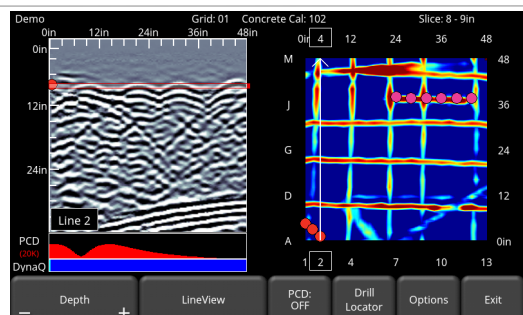 Demo Grid: 01 Concrete Cal: 102 Slice: 8 - 9in
0in 12in 24in 36in 48in
0in
12in
24in
Line 2
PCD
(20K)
DynaQ
0in 4 12 24 36 48
M 48
J 36
G 24
D 12
A 0in
1 2 4 7 10 13
Depth
− +
LineView
PCD:
OFF
Drill
Locator
Options
Exit